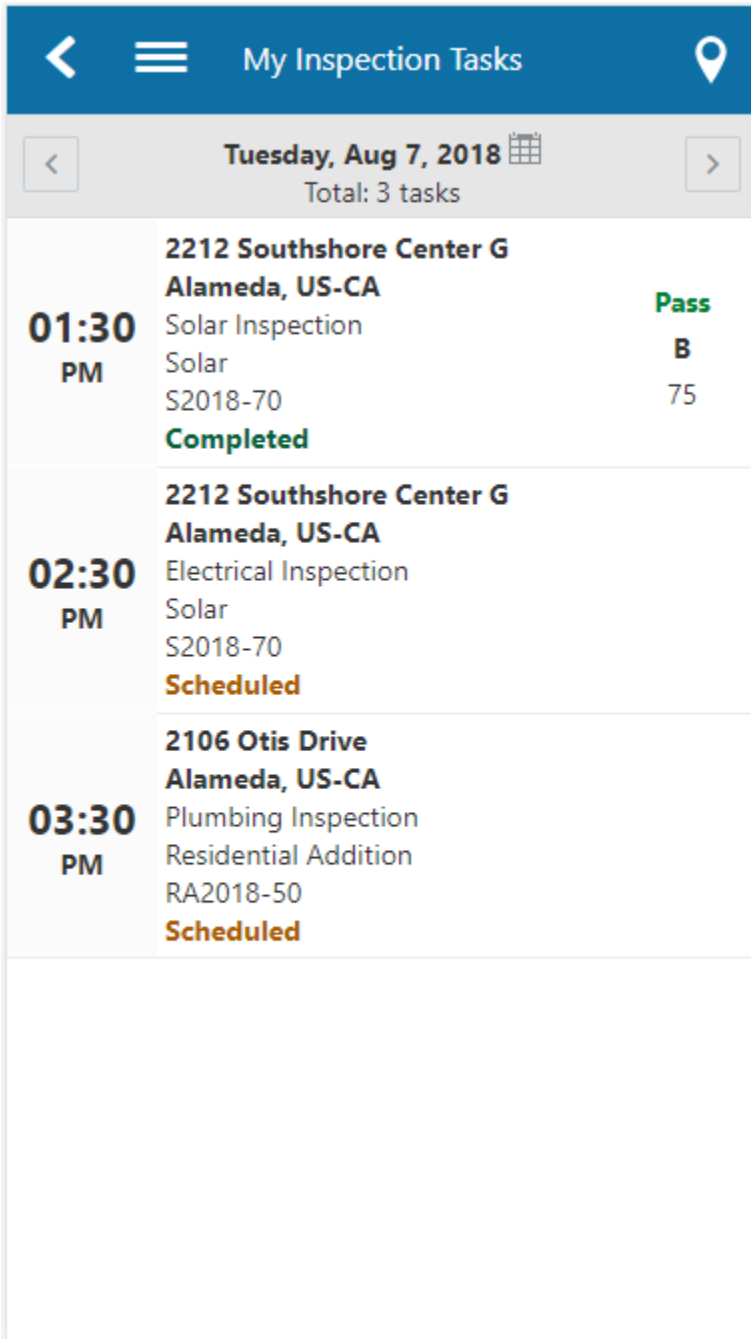 My Inspection Tasks
Tuesday, Aug 7, 2018
Total: 3 tasks
01:30
PM
2212 Southshore Center G
Alameda, US-CA
Solar Inspection
Solar
S2018-70
Completed
Pass
B
75
02:30
PM
2212 Southshore Center G
Alameda, US-CA
Electrical Inspection
Solar
S2018-70
Scheduled
03:30
PM
2106 Otis Drive
Alameda, US-CA
Plumbing Inspection
Residential Addition
RA2018-50
Scheduled